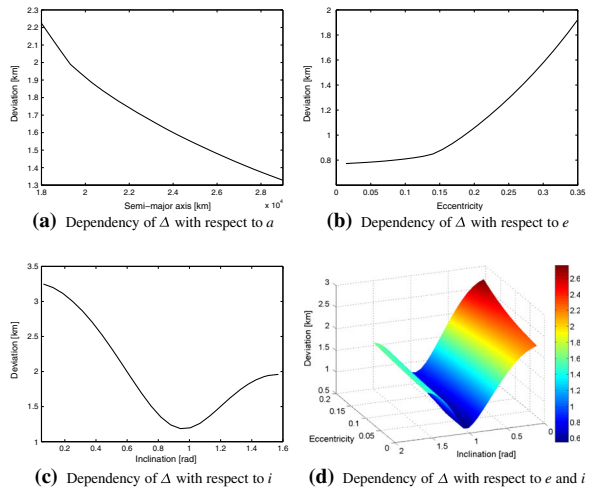 2.3
2.2
2.1
2
1.9
1.8
1.7
1.6
1.5
1.4
1.3
Deviation [km]
1.8 2 2.2 2.4 2.6 2.8
x 10⁴
Semi−major axis [km]
(a) Dependency of Δ with respect to a
2
1.8
1.6
1.4
1.2
1
0.8
Deviation [km]
0 0.05 0.1 0.15 0.2 0.25 0.3 0.35
Eccentricity
(b) Dependency of Δ with respect to e
3.5
3
2.5
2
1.5
1
Deviation [km]
0.2 0.4 0.6 0.8 1.0 1.2 1.4 1.6
Inclination [rad]
(c) Dependency of Δ with respect to i
3
2.5
2
1.5
1
0.5
Deviation [km]
0.2
0.15
0.1
0.05
0
Eccentricity
2 1.5 1 0.5 0
Inclination [rad]
2.6
2.4
2.2
2
1.8
1.6
1.4
1.2
1
0.8
0.6
(d) Dependency of Δ with respect to e and i